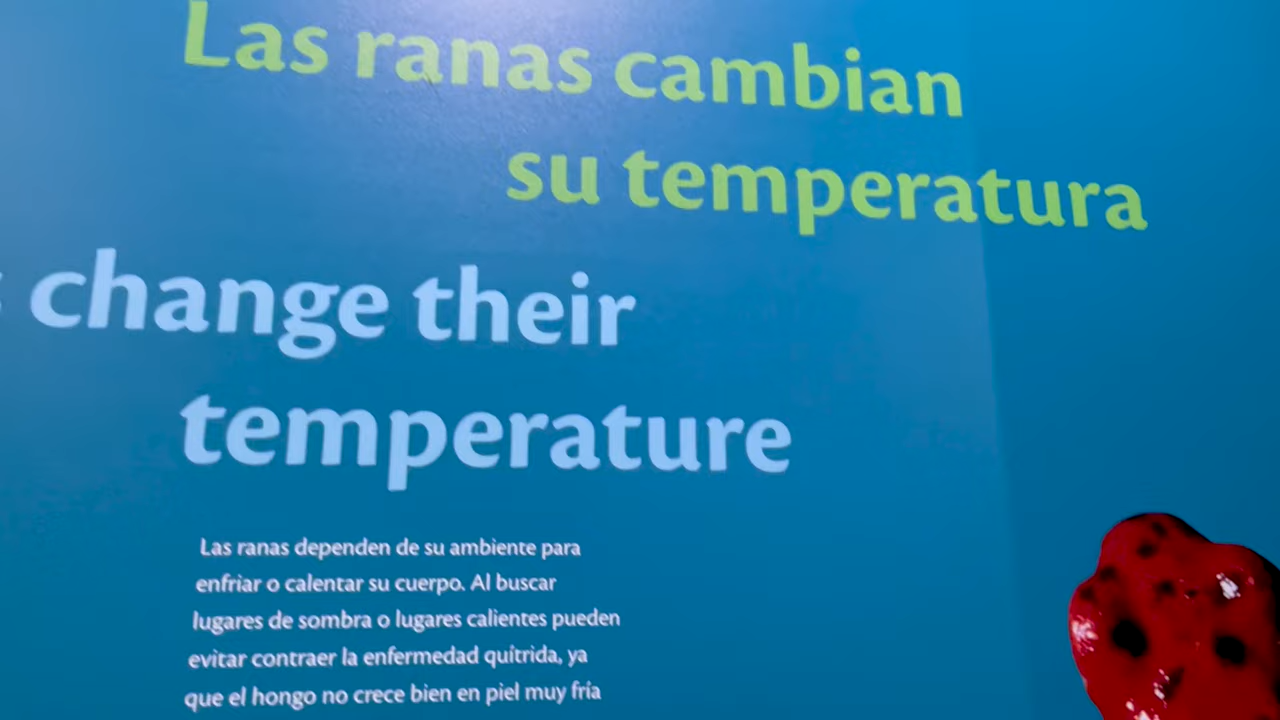 Las ranas cambian
su temperatura
change their
temperature
Las ranas dependen de su ambiente para
enfriar o calentar su cuerpo. Al buscar
lugares de sombra o lugares calientes pueden
evitar contraer la enfermedad quítrida, ya
que el hongo no crece bien en piel muy fría